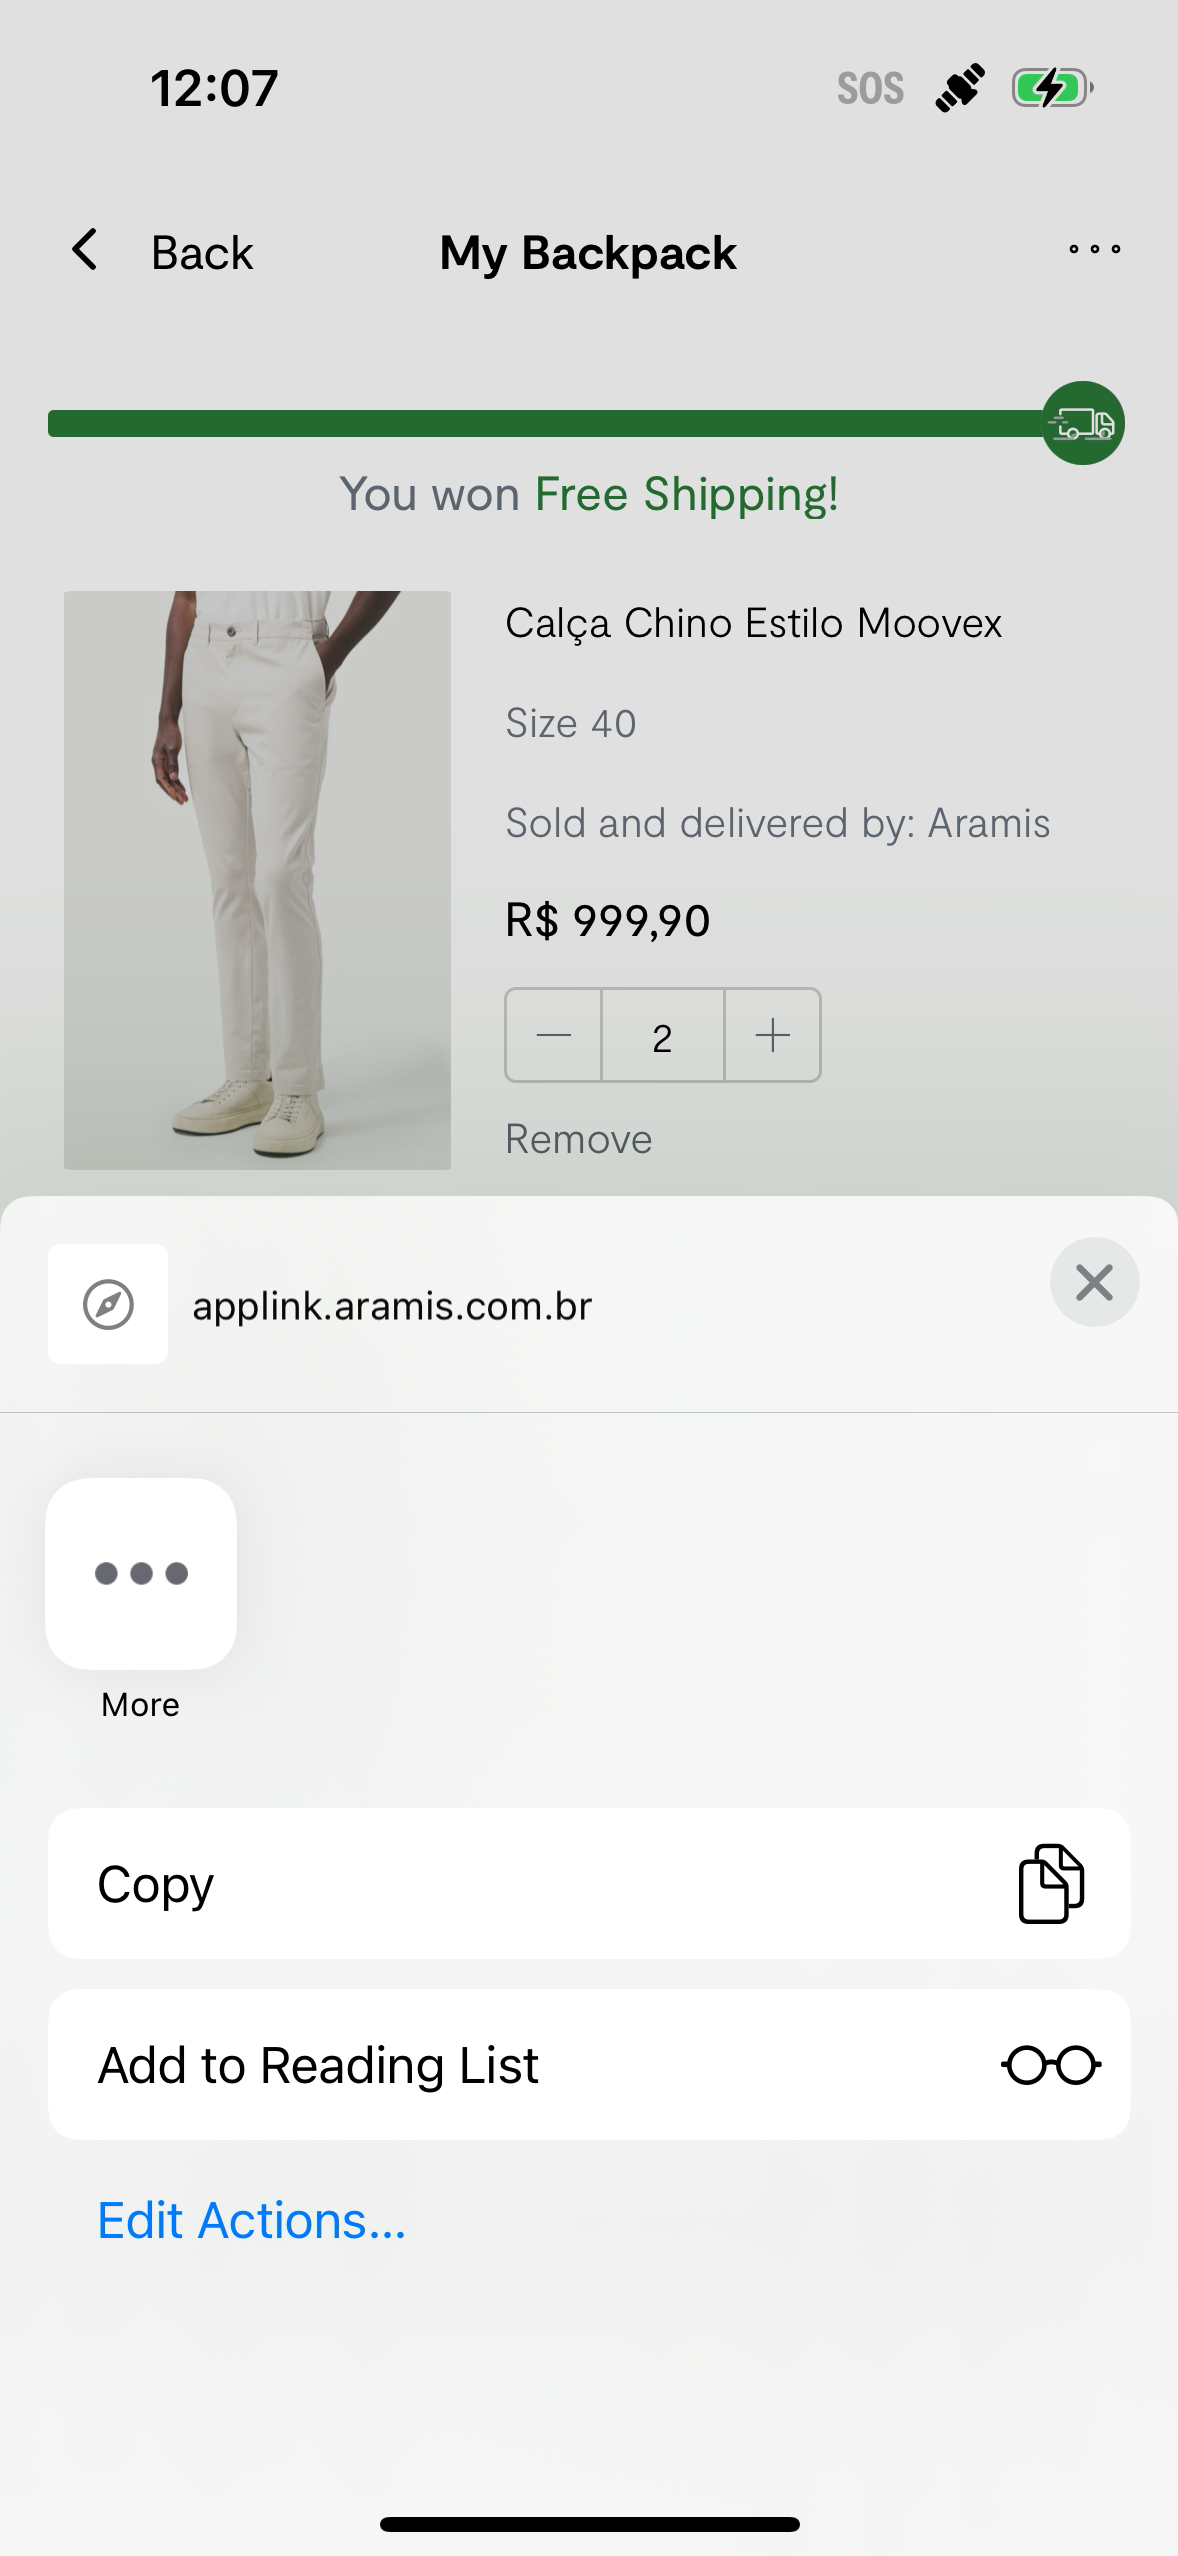 12:07
SOS
Back
My Backpack
You won Free Shipping!
Calça Chino Estilo Moovex
Size 40
Sold and delivered by: Aramis
R$ 999,90
2
Remove
applink.aramis.com.br
More
Copy
Add to Reading List
Edit Actions...